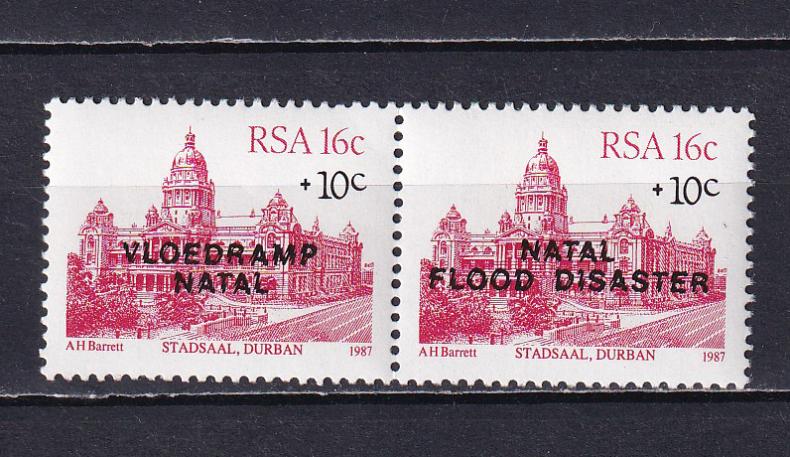 RSA 16c
+10c
VLOEDRAMP
NATAL
AH Barrett STADSAAL, DURBAN 1987
RSA 16c
+10c
NATAL
FLOOD DISASTER
AH Barrett STADSAAL, DURBAN 1987